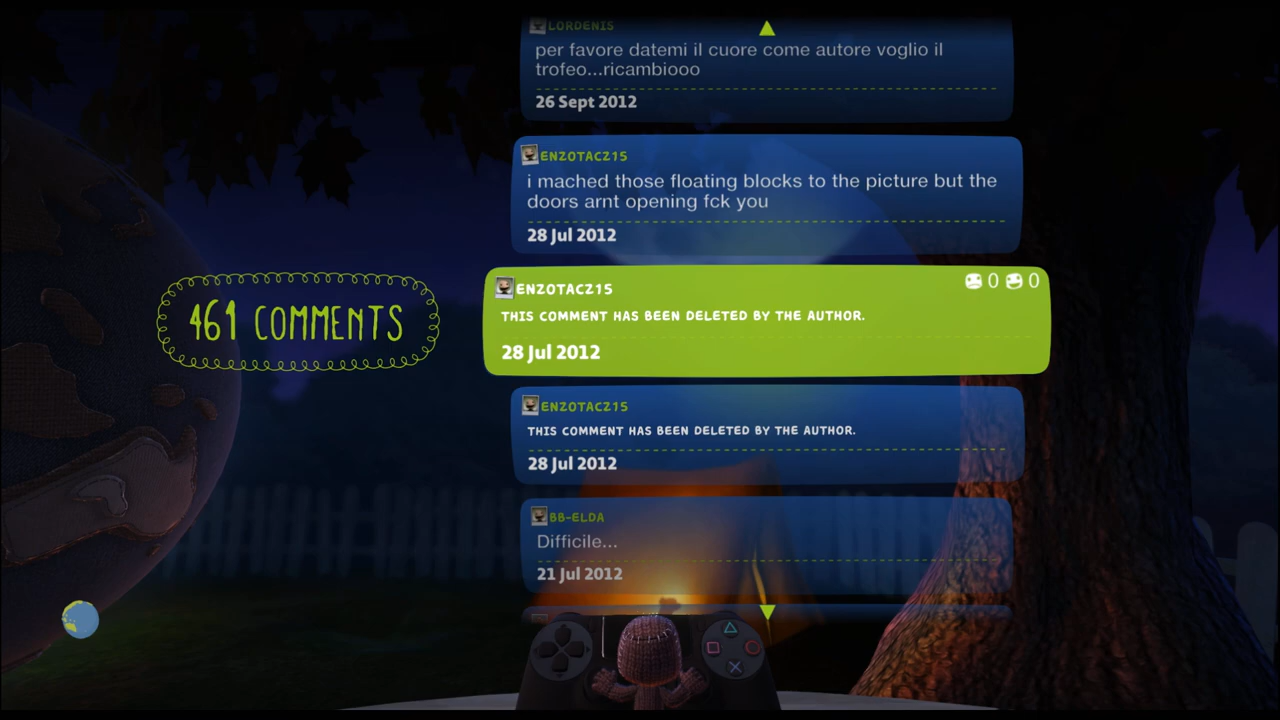 LORDENIS
per favore datemi il cuore come autore voglio il
trofeo...ricambiooo
26 Sept 2012
ENZOTACZ15
i mached those floating blocks to the picture but the
doors arnt opening fck you
28 Jul 2012
461 COMMENTS
ENZOTACZ15
0 0
THIS COMMENT HAS BEEN DELETED BY THE AUTHOR.
28 Jul 2012
ENZOTACZ15
THIS COMMENT HAS BEEN DELETED BY THE AUTHOR.
28 Jul 2012
BB-ELDA
Difficile...
21 Jul 2012